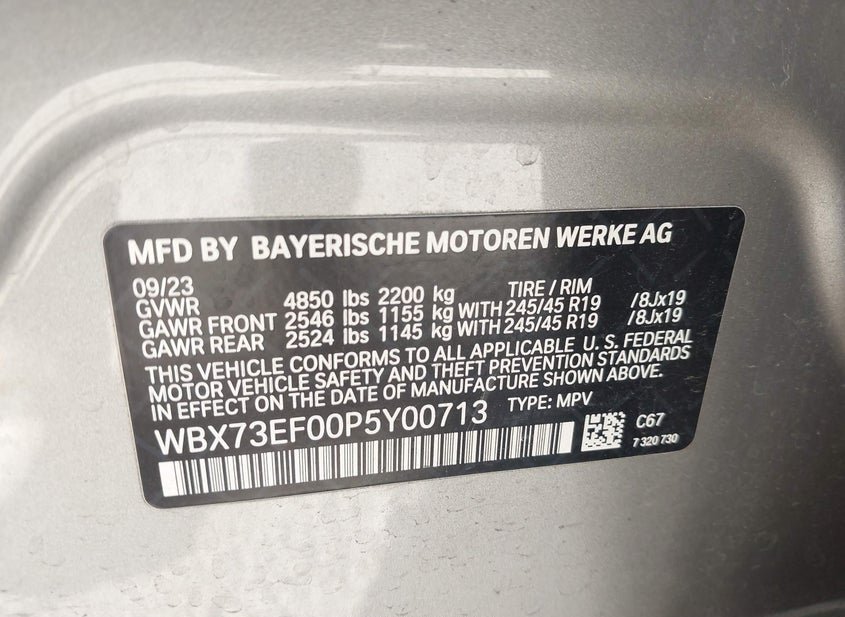 MFD BY BAYERISCHE MOTOREN WERKE AG
09/23 TIRE / RIM
GVWR 4850 lbs 2200 kg
GAWR FRONT 2546 lbs 1155 kg WITH 245/45 R19 /8Jx19
GAWR REAR 2524 lbs 1145 kg WITH 245/45 R19 /8Jx19
THIS VEHICLE CONFORMS TO ALL APPLICABLE U. S. FEDERAL
MOTOR VEHICLE SAFETY AND THEFT PREVENTION STANDARDS
IN EFFECT ON THE DATE OF MANUFACTURE SHOWN ABOVE.
WBX73EF00P5Y00713 TYPE: MPV
C67
7 320 730